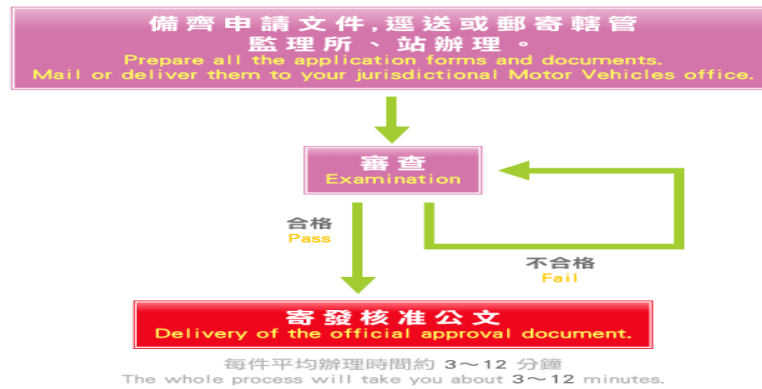 備齊申請文件,逕送或郵寄轄管
監理所、站辦理。
Prepare all the application forms and documents.
Mail or deliver them to your jurisdictional Motor Vehicles office.
審查
Examination
合格
Pass
不合格
Fail
寄發核准公文
Delivery of the official approval document.
每件平均辦理時間約 3～12 分鐘
The whole process will take you about 3～12 minutes.